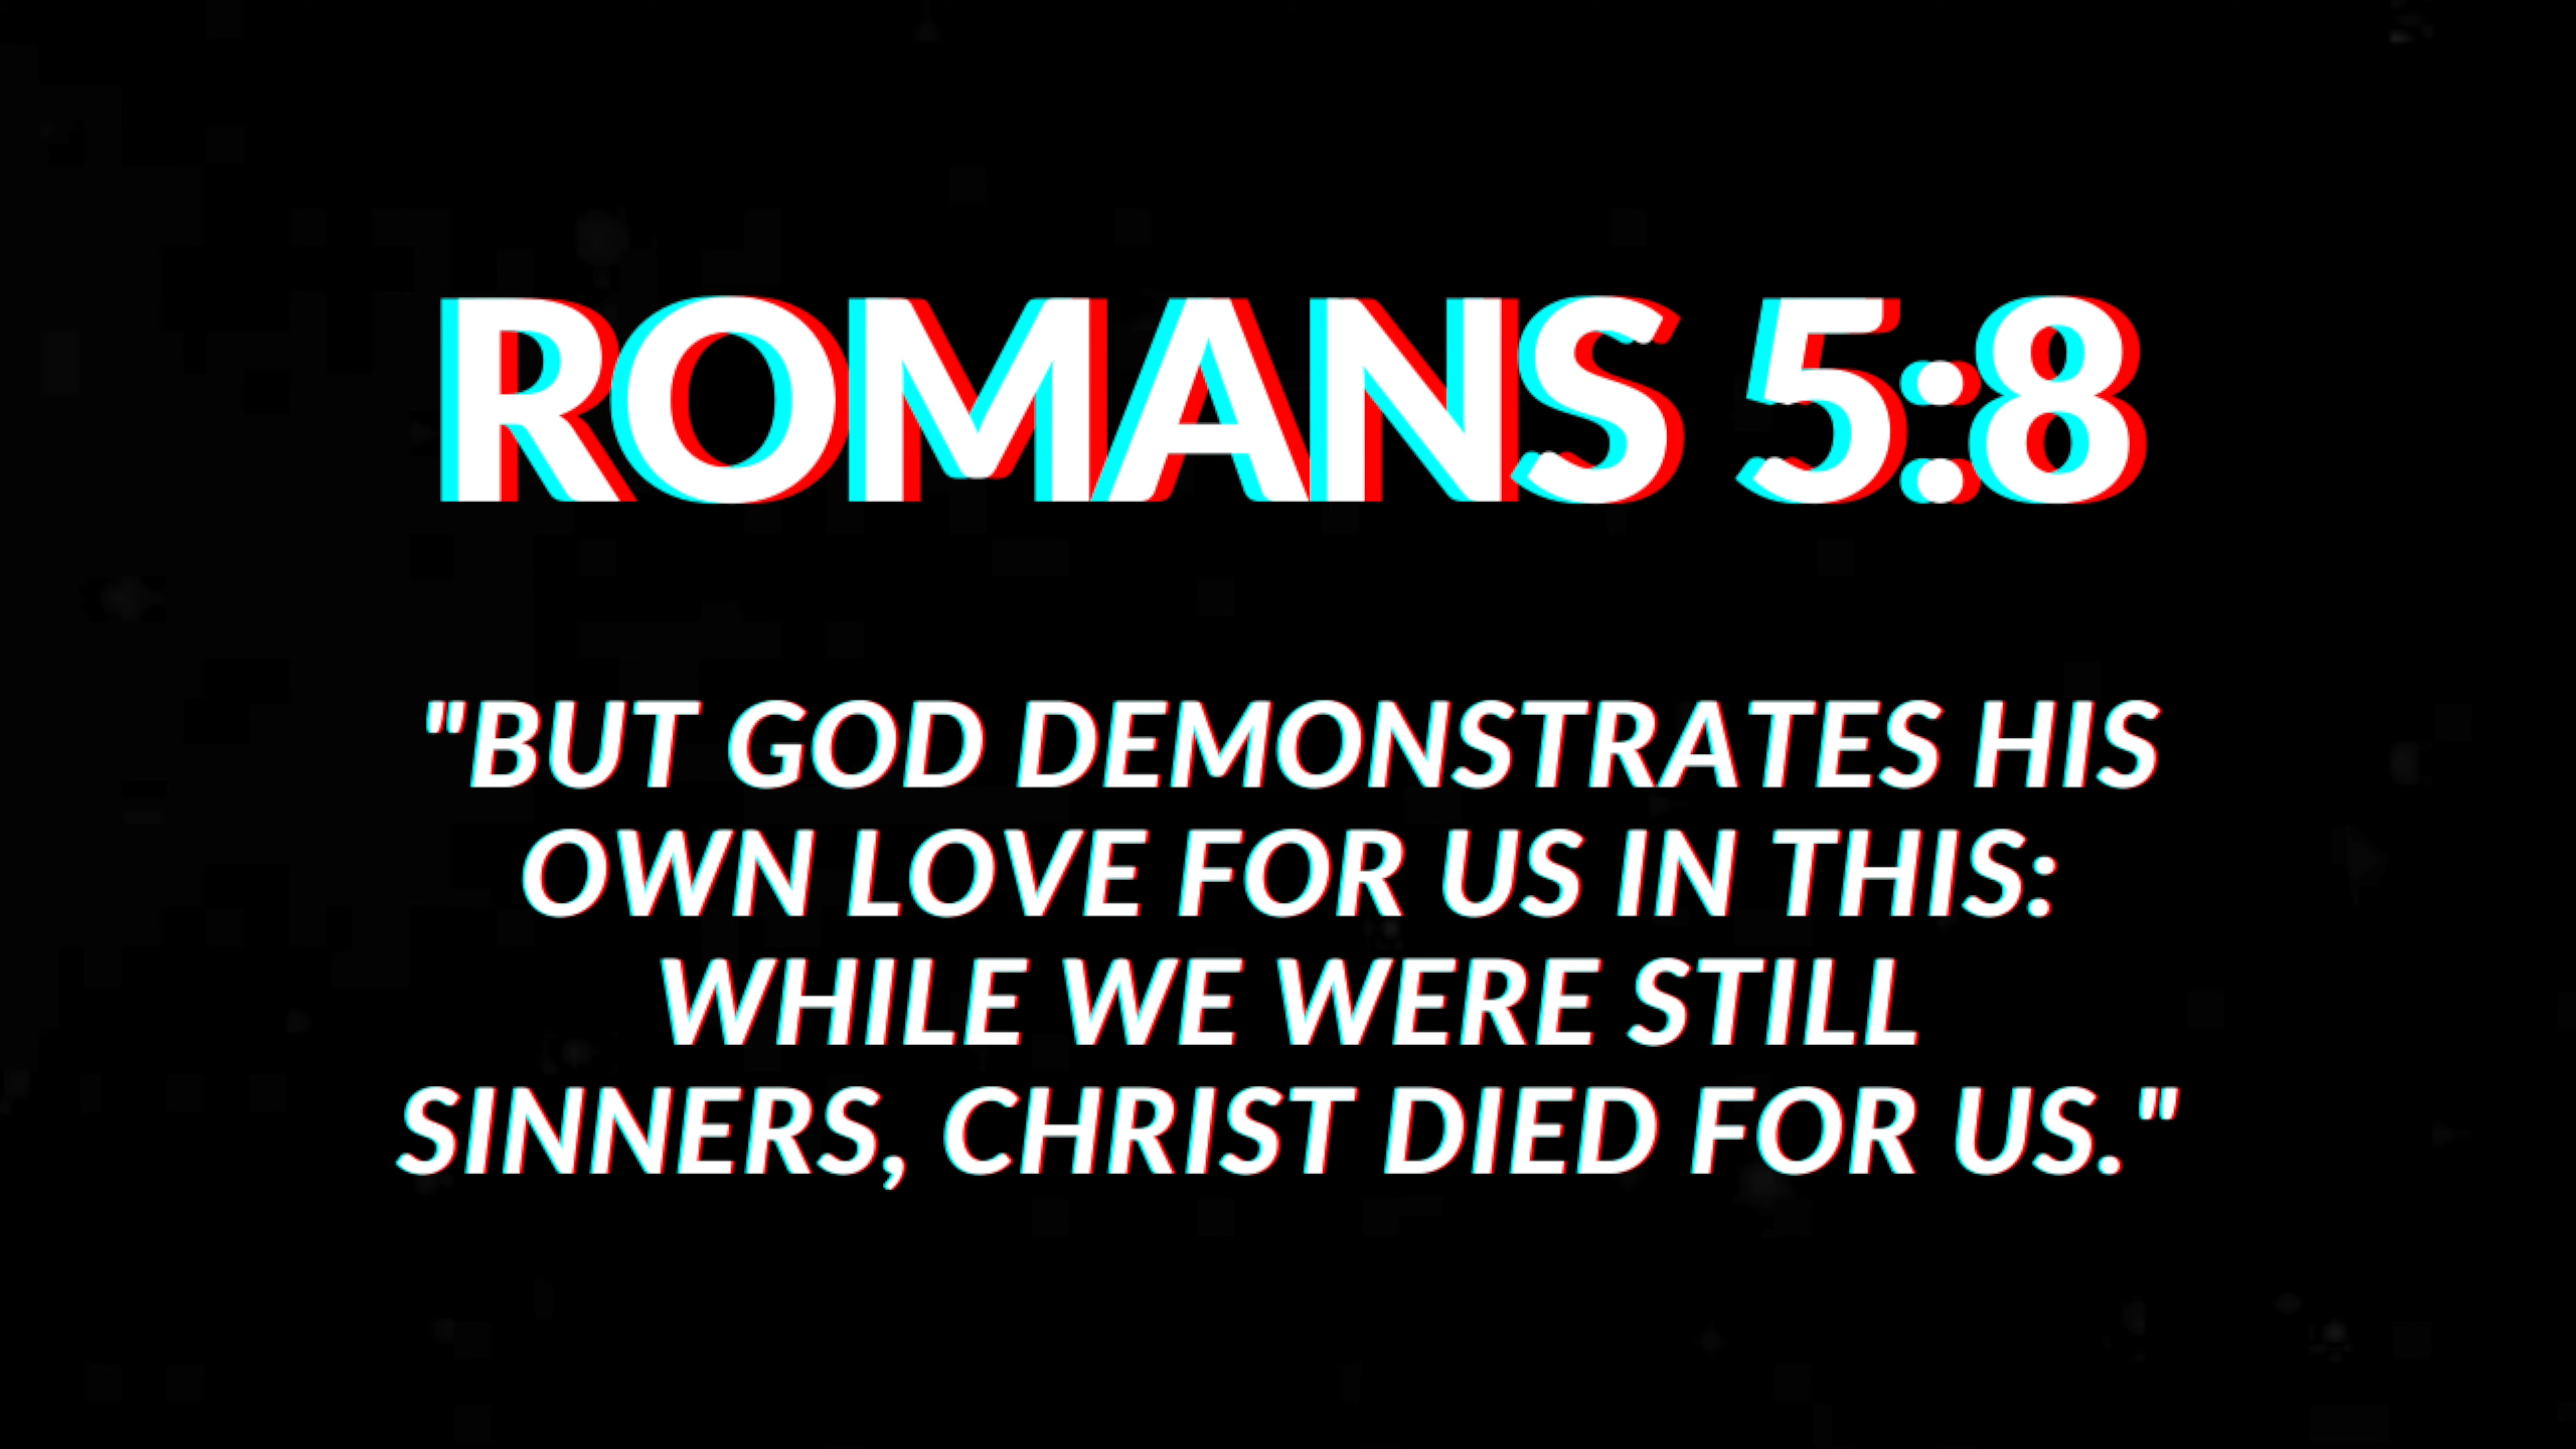 ROMANS 5:8
"BUT GOD DEMONSTRATES HIS
OWN LOVE FOR US IN THIS:
WHILE WE WERE STILL
SINNERS, CHRIST DIED FOR US."